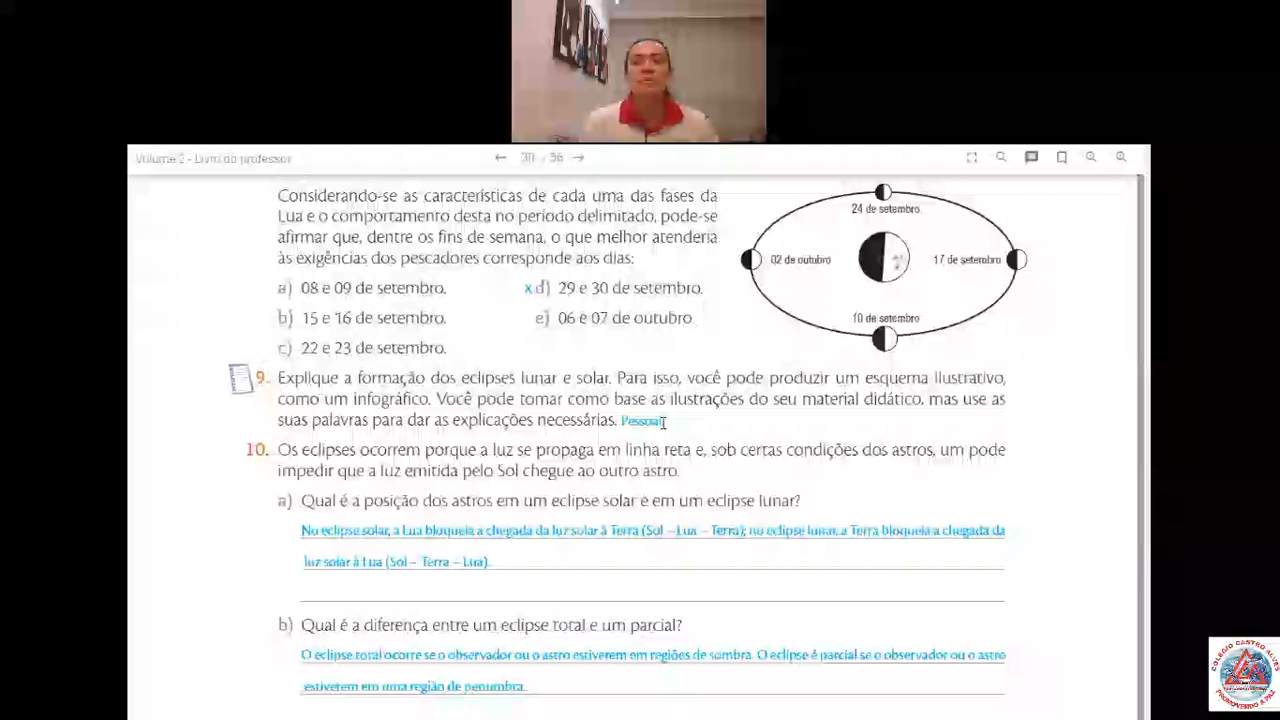 Volume 2 - Livro do professor
30 / 56
Considerando-se as características de cada uma das fases da
Lua e o comportamento desta no período delimitado, pode-se
afirmar que, dentre os fins de semana, o que melhor atenderia
às exigências dos pescadores corresponde aos dias:
a) 08 e 09 de setembro.
b) 15 e 16 de setembro.
c) 22 e 23 de setembro.
x d) 29 e 30 de setembro.
e) 06 e 07 de outubro.
24 de setembro
02 de outubro
17 de setembro
10 de setembro
9. Explique a formação dos eclipses lunar e solar. Para isso, você pode produzir um esquema ilustrativo,
como um infográfico. Você pode tomar como base as ilustrações do seu material didático, mas use as
suas palavras para dar as explicações necessárias. Pessoal
10. Os eclipses ocorrem porque a luz se propaga em linha reta e, sob certas condições dos astros, um pode
impedir que a luz emitida pelo Sol chegue ao outro astro.
a) Qual é a posição dos astros em um eclipse solar e em um eclipse lunar?
No eclipse solar, a Lua bloqueia a chegada da luz solar à Terra (Sol – Lua – Terra); no eclipse lunar, a Terra bloqueia a chegada da
luz solar à Lua (Sol – Terra – Lua).
b) Qual é a diferença entre um eclipse total e um parcial?
O eclipse total ocorre se o observador ou o astro estiverem em regiões de sombra. O eclipse é parcial se o observador ou o astro
estiverem em uma região de penumbra.
COLÉGIO CASTRO ALVES
PROMOVENDO A PAZ